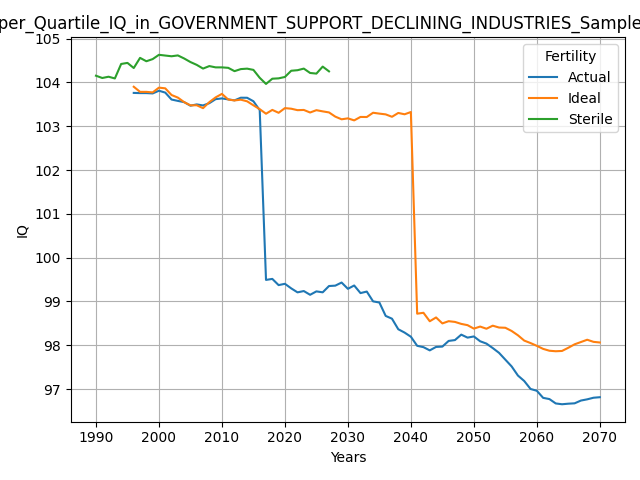 per_Quartile_IQ_in_GOVERNMENT_SUPPORT_DECLINING_INDUSTRIES_Sample
105
104
103
102
101
100
99
98
97
IQ
Fertility
Actual
Ideal
Sterile
1990 2000 2010 2020 2030 2040 2050 2060 2070
Years